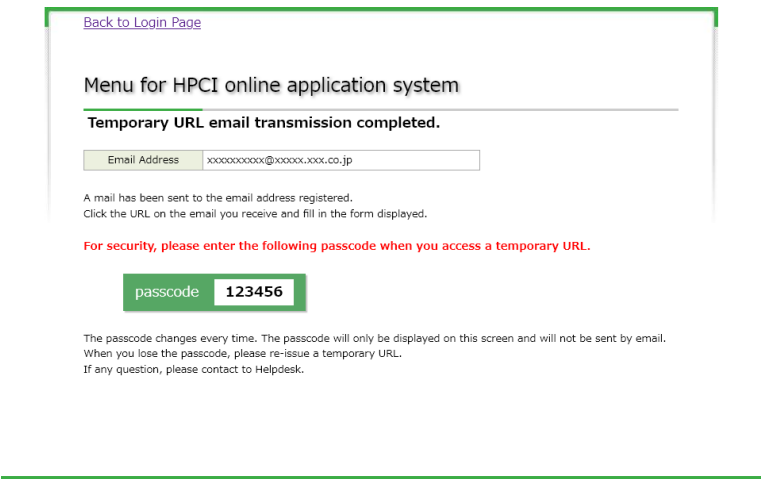 Back to Login Page
Menu for HPCI online application system
Temporary URL email transmission completed.
Email Address xxxxxxxxxx@xxxxx.xxx.co.jp
A mail has been sent to the email address registered.
Click the URL on the email you receive and fill in the form displayed.
For security, please enter the following passcode when you access a temporary URL.
passcode 123456
The passcode changes every time. The passcode will only be displayed on this screen and will not be sent by email.
When you lose the passcode, please re-issue a temporary URL.
If any question, please contact to Helpdesk.